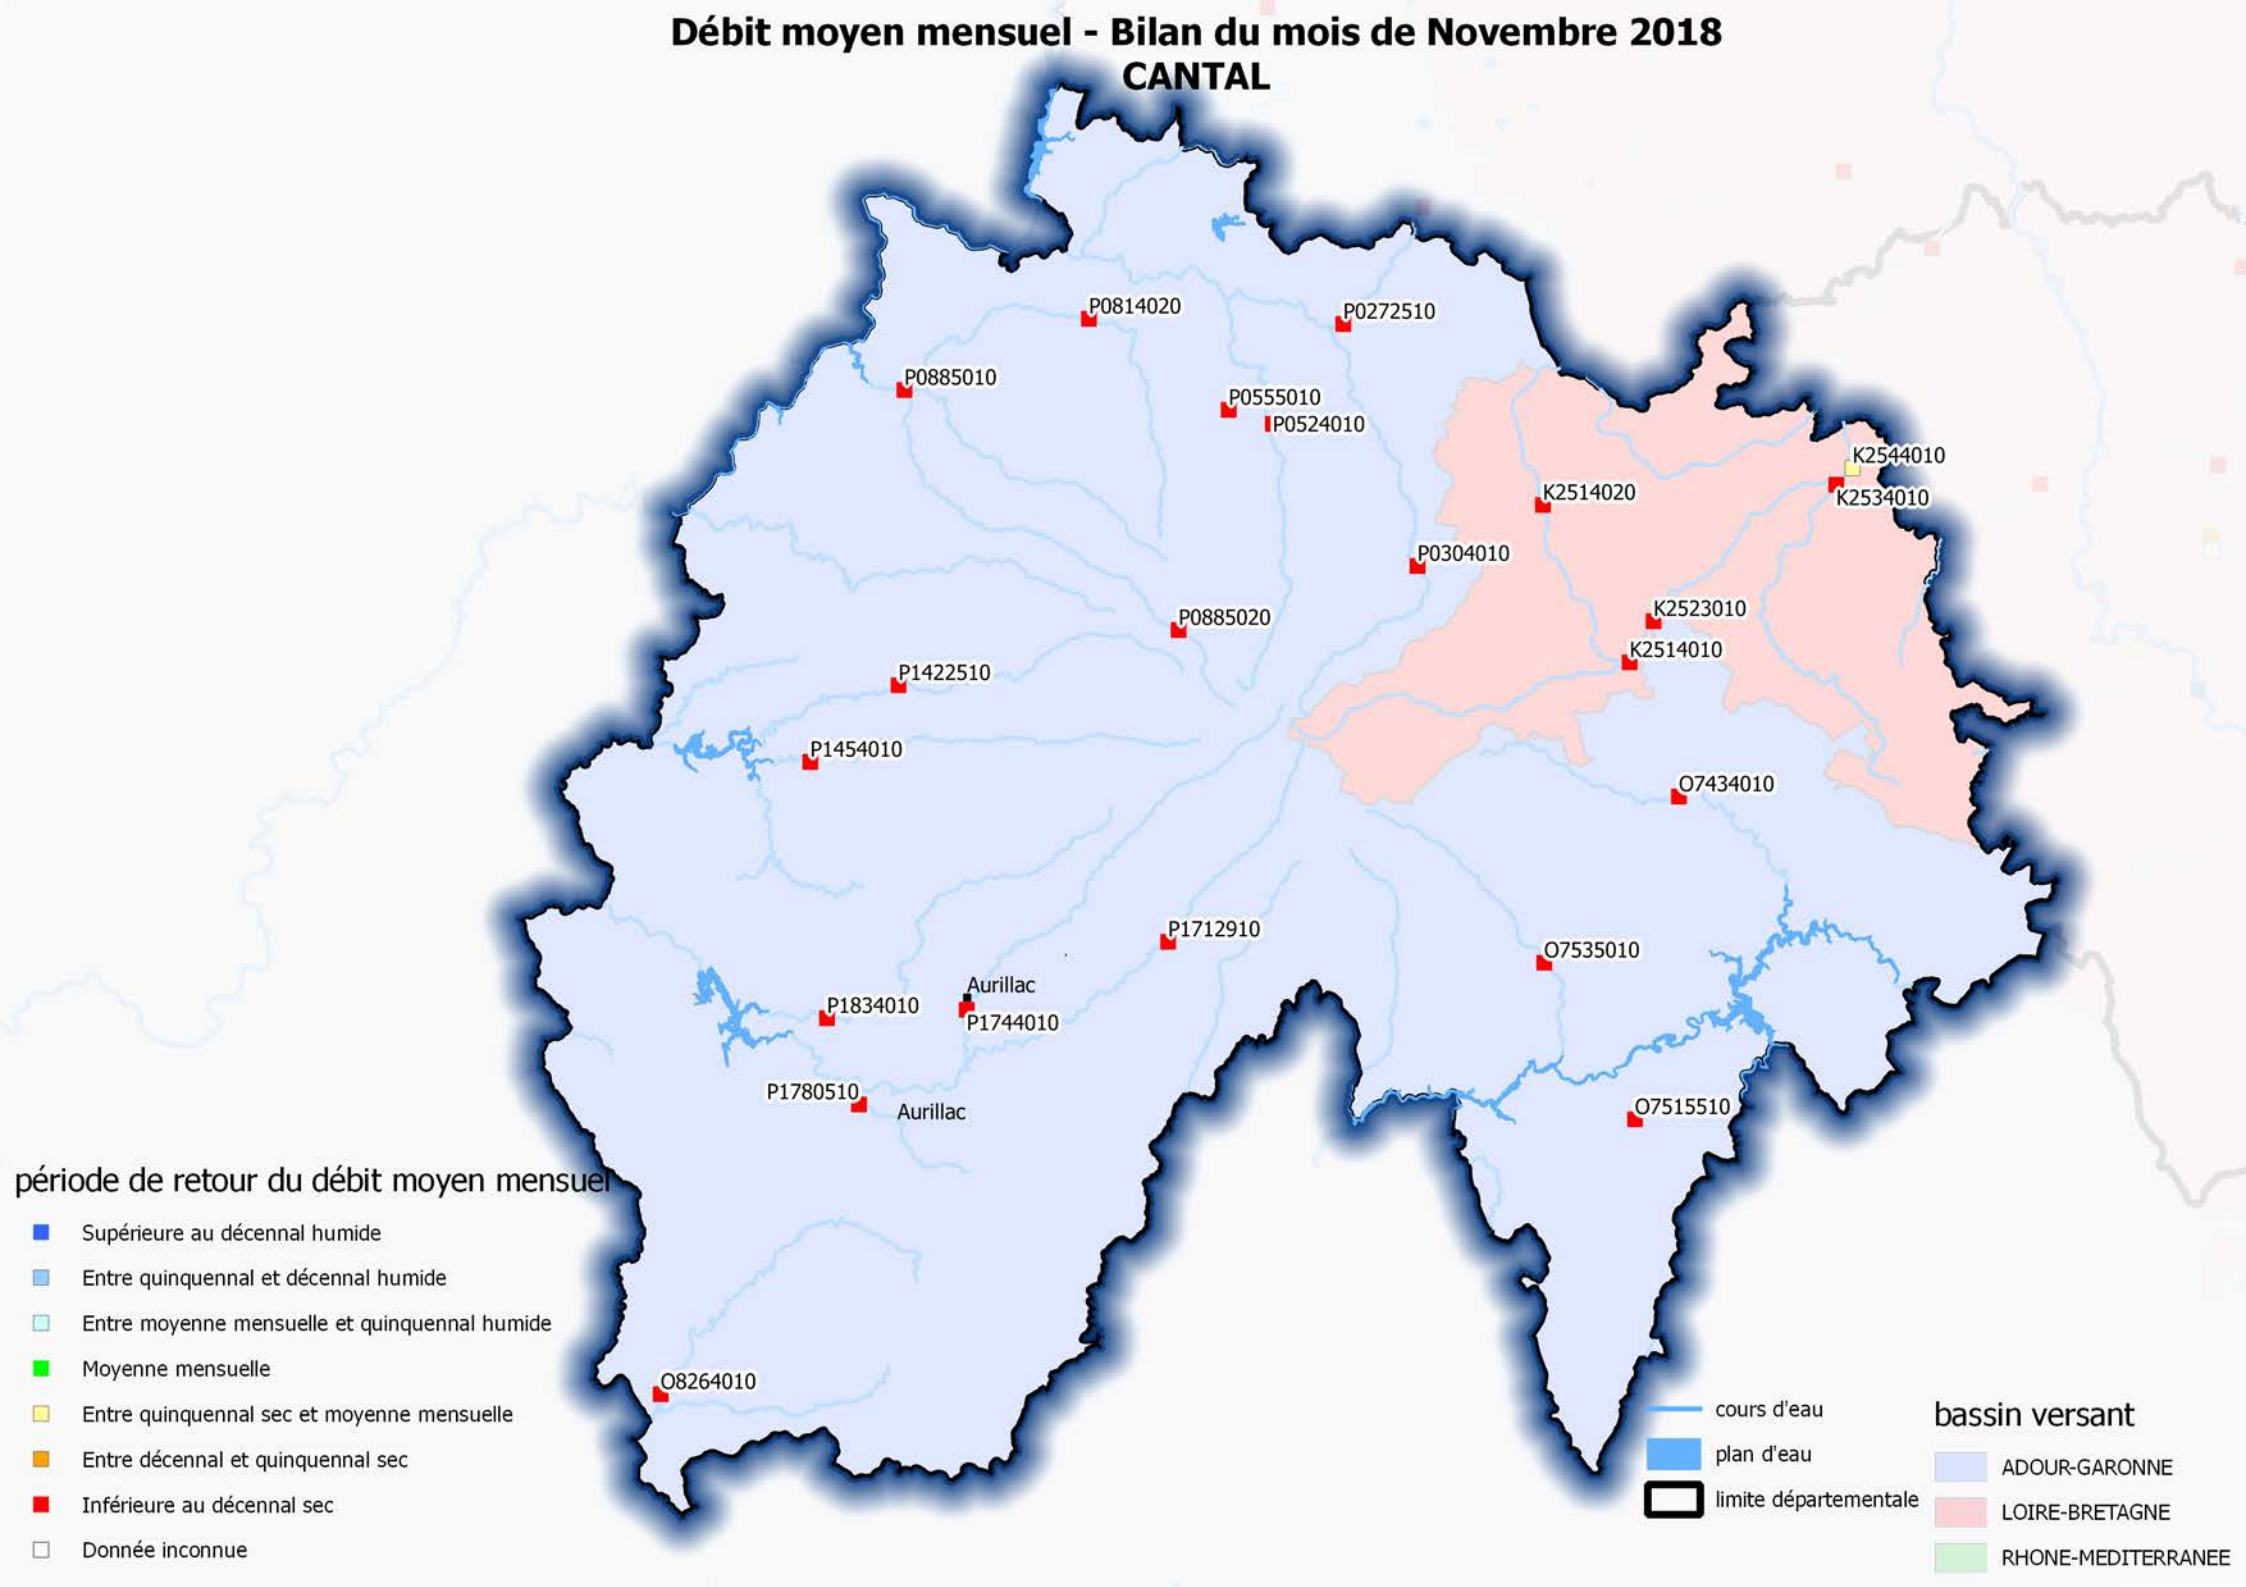 Débit moyen mensuel - Bilan du mois de Novembre 2018
CANTAL
P0814020
P0272510
P0885010
P0555010
P0524010
K2544010
K2514020
K2534010
P0304010
K2523010
P0885020
K2514010
P1422510
P1454010
O7434010
P1712910
O7535010
Aurillac
P1834010
P1744010
P1780510
Aurillac
O7515510
O8264010
période de retour du débit moyen mensuel
Supérieure au décennal humide
Entre quinquennal et décennal humide
Entre moyenne mensuelle et quinquennal humide
Moyenne mensuelle
Entre quinquennal sec et moyenne mensuelle
Entre décennal et quinquennal sec
Inférieure au décennal sec
Donnée inconnue
cours d'eau
plan d'eau
limite départementale
bassin versant
ADOUR-GARONNE
LOIRE-BRETAGNE
RHONE-MEDITERRANEE